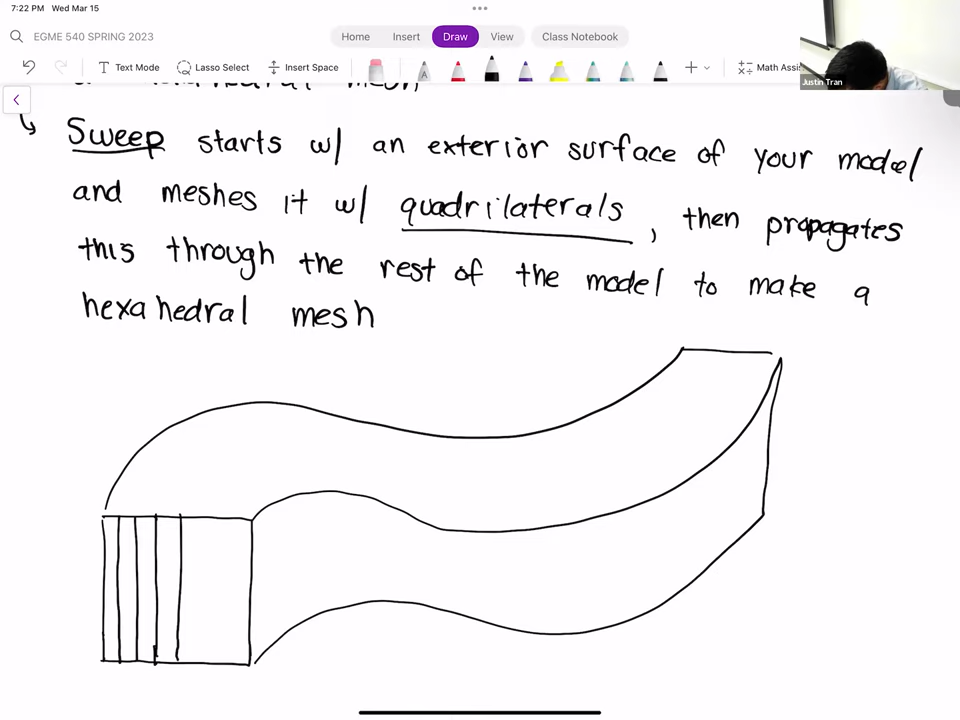 7:22 PM Wed Mar 15
EGME 540 SPRING 2023
Home Insert Draw View Class Notebook
Text Mode Lasso Select Insert Space Math Assis
Justin Tran
mesh
Sweep starts w/ an exterior surface of your model
and meshes it w/ quadrilaterals, then propagates
this through the rest of the model to make a
hexahedral mesh